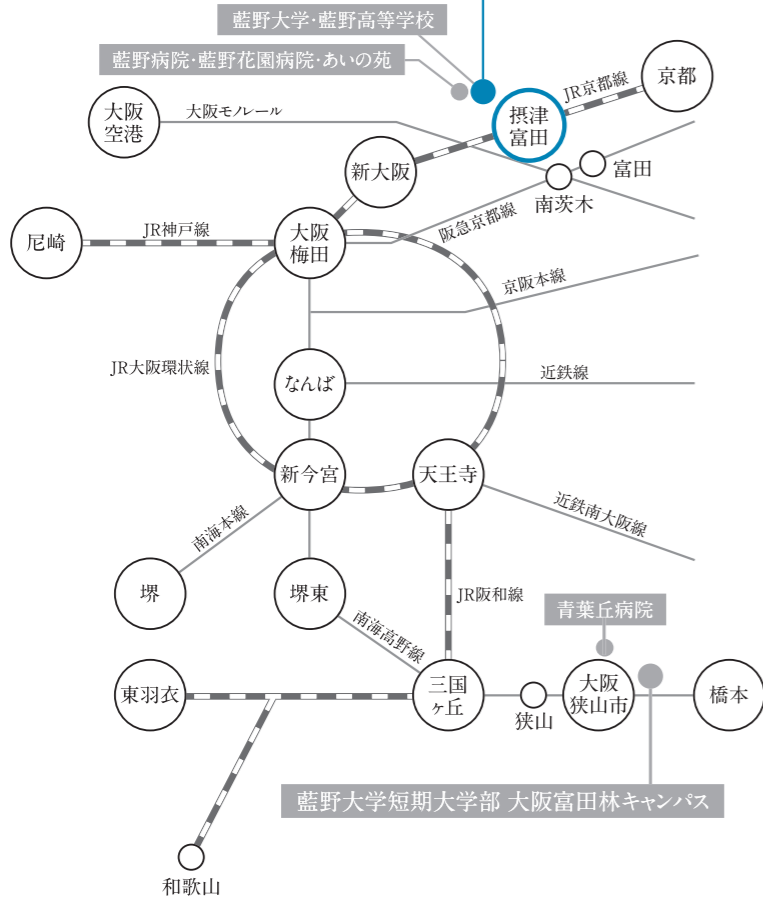 藍野大学・藍野高等学校
藍野病院・藍野花園病院・あいの苑
京都
JR京都線
大阪
空港
大阪モノレール
摂津
富田
新大阪
富田
南茨木
阪急京都線
尼崎
JR神戸線
大阪
梅田
京阪本線
JR大阪環状線
なんば
近鉄線
新今宮
天王寺
南海本線
近鉄南大阪線
堺
堺東
JR阪和線
青葉丘病院
南海高野線
東羽衣
三国
ヶ丘
狭山
大阪
狭山市
橋本
藍野大学短期大学部 大阪富田林キャンパス
和歌山